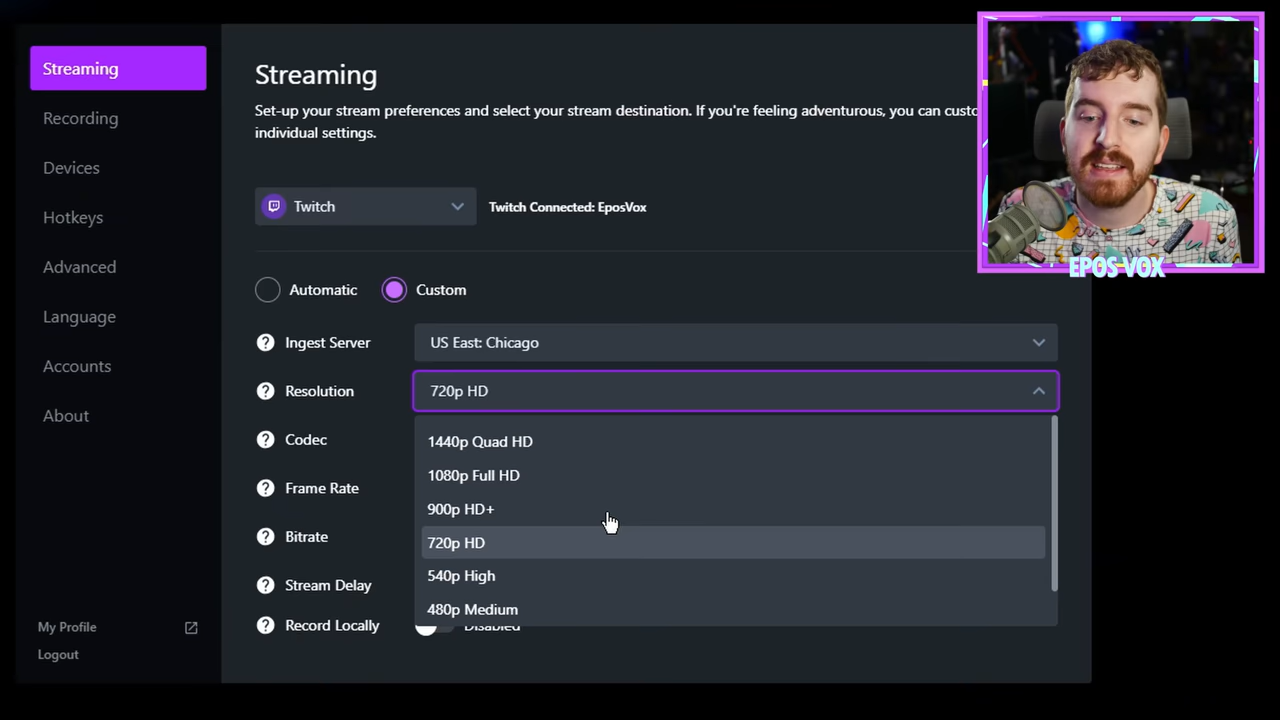 Streaming
Recording
Devices
Hotkeys
Advanced
Language
Accounts
About
My Profile
Logout
Streaming
Set-up your stream preferences and select your stream destination. If you're feeling adventurous, you can custo
individual settings.
Twitch
Twitch Connected: EposVox
Automatic
Custom
Ingest Server
US East: Chicago
Resolution
720p HD
1440p Quad HD
1080p Full HD
900p HD+
720p HD
540p High
480p Medium
Codec
Frame Rate
Bitrate
Stream Delay
Record Locally
Disabled
EPOS VOX